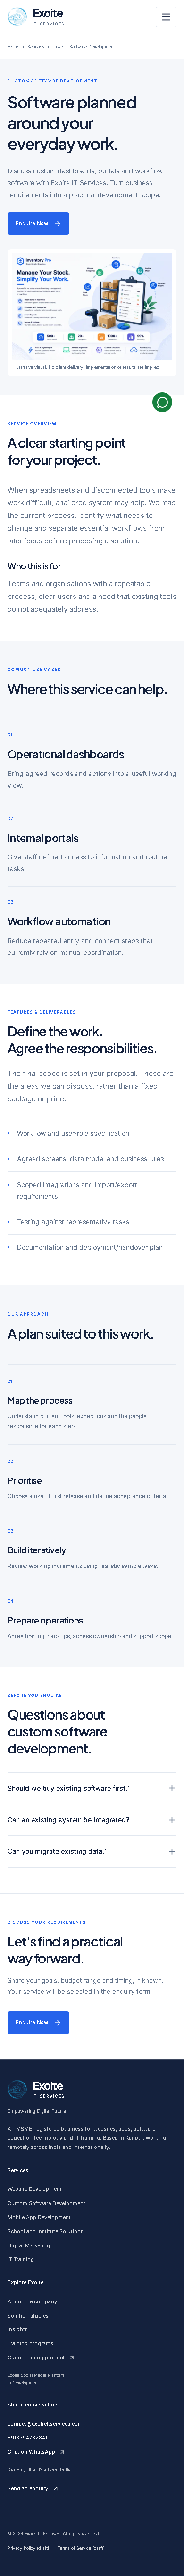 Exoite
IT SERVICES
Home / Services / Custom Software Development
CUSTOM SOFTWARE DEVELOPMENT
Software planned
around your
everyday work.
Discuss custom dashboards, portals and workflow
software with Exoite IT Services. Turn business
requirements into a practical development scope.
Enquire Now
Inventory Pro
Manage Your Stock.
Simplify Your Work.
Illustrative visual. No client delivery, implementation or results are implied.
SERVICE OVERVIEW
A clear starting point
for your project.
When spreadsheets and disconnected tools make
work difficult, a tailored system may help. We map
the current process, identify what needs to
change and separate essential workflows from
later ideas before proposing a solution.
Who this is for
Teams and organisations with a repeatable
process, clear users and a need that existing tools
do not adequately address.
COMMON USE CASES
Where this service can help.
01
Operational dashboards
Bring agreed records and actions into a useful working
view.
02
Internal portals
Give staff defined access to information and routine
tasks.
03
Workflow automation
Reduce repeated entry and connect steps that
currently rely on manual coordination.
FEATURES & DELIVERABLES
Define the work.
Agree the responsibilities.
The final scope is set in your proposal. These are
the areas we can discuss, rather than a fixed
package or price.
Workflow and user-role specification
Agreed screens, data model and business rules
Scoped integrations and import/export
requirements
Testing against representative tasks
Documentation and deployment/handover plan
OUR APPROACH
A plan suited to this work.
01
Map the process
Understand current tools, exceptions and the people
responsible for each step.
02
Prioritise
Choose a useful first release and define acceptance criteria.
03
Build iteratively
Review working increments using realistic sample tasks.
04
Prepare operations
Agree hosting, backups, access ownership and support scope.
BEFORE YOU ENQUIRE
Questions about
custom software
development.
Should we buy existing software first?
Can an existing system be integrated?
Can you migrate existing data?
DISCUSS YOUR REQUIREMENTS
Let's find a practical
way forward.
Share your goals, budget range and timing, if known.
Your service will be selected in the enquiry form.
Enquire Now
Exoite
IT SERVICES
Empowering Digital Future
An MSME-registered business for websites, apps, software,
education technology and IT training. Based in Kanpur, working
remotely across India and internationally.
Services
Website Development
Custom Software Development
Mobile App Development
School and Institute Solutions
Digital Marketing
IT Training
Explore Exoite
About the company
Solution studies
Insights
Training programs
Our upcoming product
Exoite Social Media Platform
In Development
Start a conversation
contact@exoiteitservices.com
+916394732841
Chat on WhatsApp
Kanpur, Uttar Pradesh, India
Send an enquiry
© 2026 Exoite IT Services. All rights reserved.
Privacy Policy (draft) Terms of Service (draft)